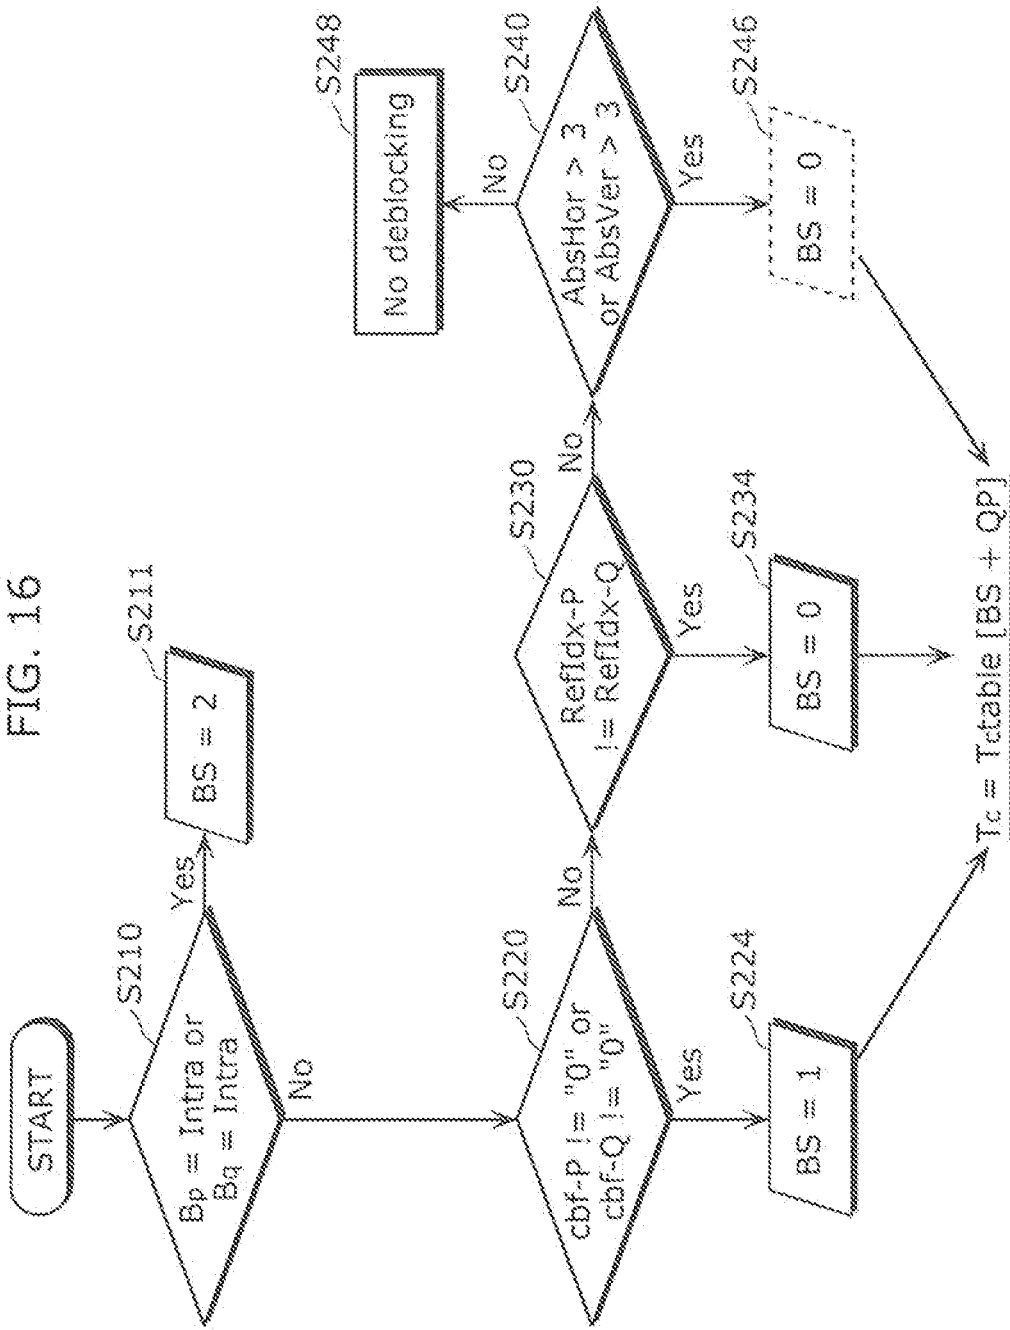 FIG. 16
START
S210
Bp = Intra or
Bq = Intra
Yes
S211
BS = 2
No
S220
cbf-P != "0" or
cbf-Q != "0"
No
Yes
S224
BS = 1
S230
RefIdx-P
!= RefIdx-Q
No
Yes
S234
BS = 0
S240
AbsHor > 3
or AbsVer > 3
No
S248
No deblocking
Yes
S246
BS = 0
Tc = Tctable [BS + QP]